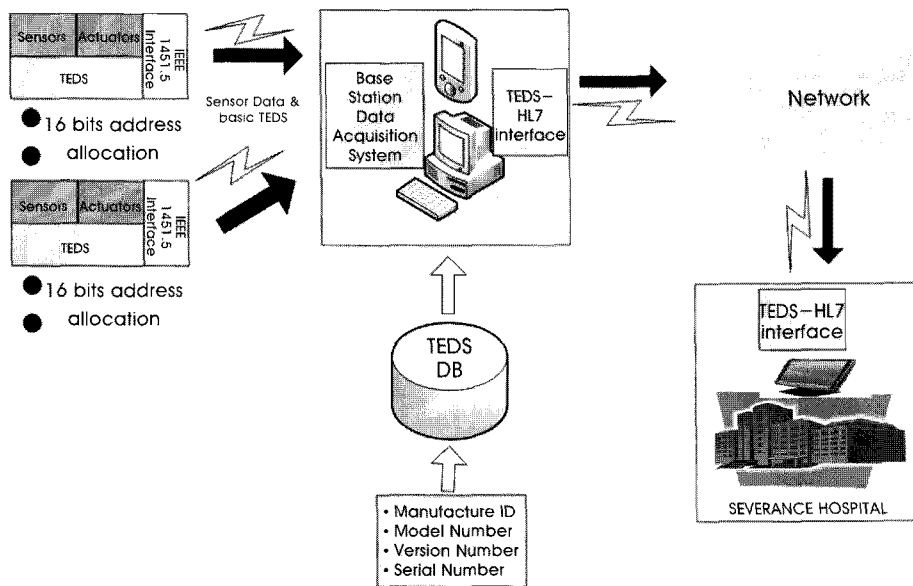 Sensors Actuators
IEEE
1451.5
Interface
TEDS
16 bits address
allocation
Sensors Actuators
IEEE
1451.5
Interface
TEDS
16 bits address
allocation
Sensor Data &
basic TEDS
Base
Station
Data
Acquisition
System
TEDS-
HL7
interface
Network
TEDS
DB
• Manufacture ID
• Model Number
• Version Number
• Serial Number
TEDS-HL7
interface
SEVERANCE HOSPITAL